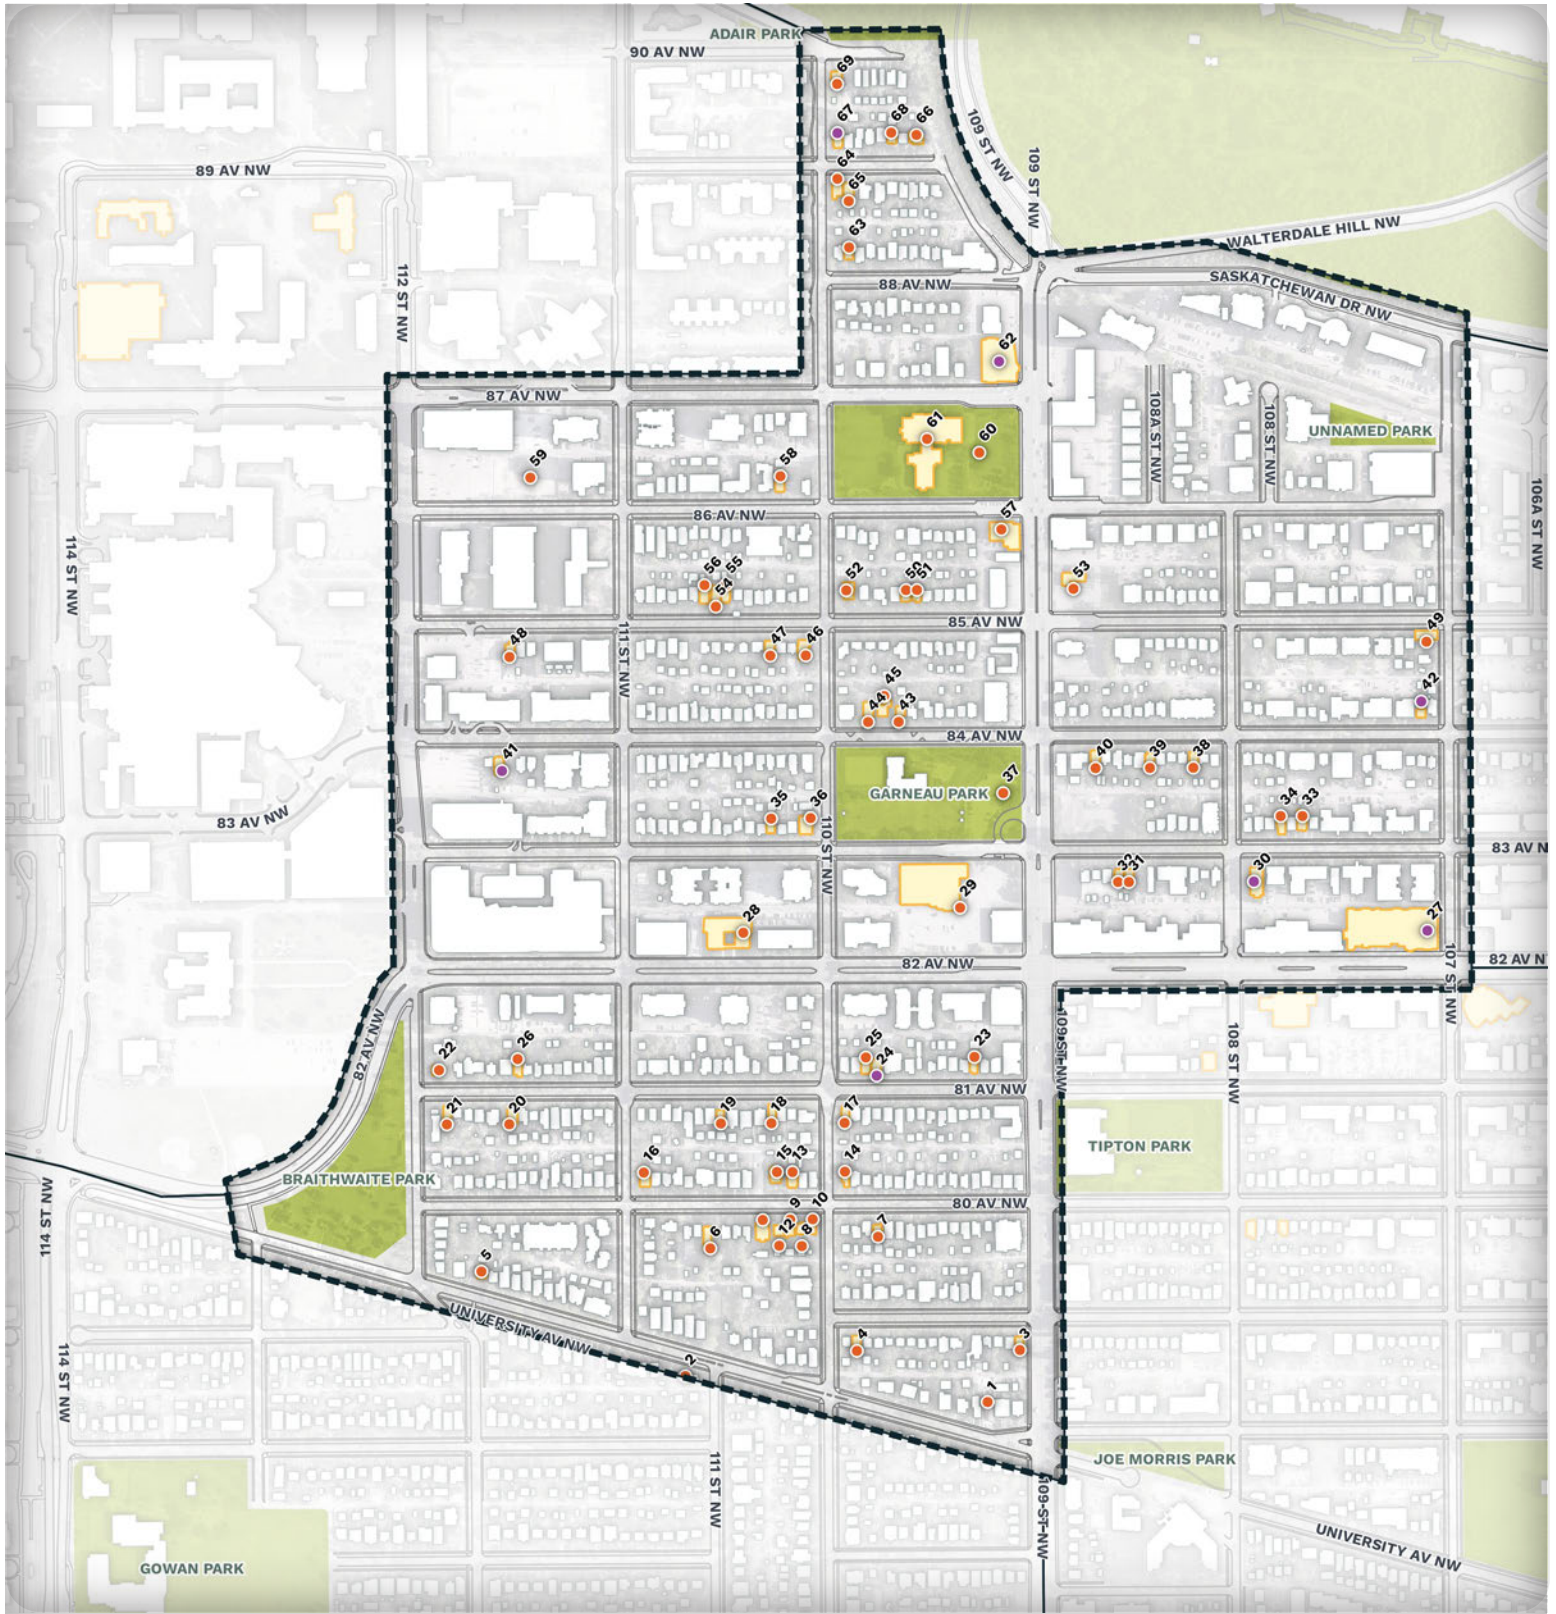 ADAIR PARK
90 AV NW
69
67
68
66
109 ST NW
109 ST NW
64
65
89 AV NW
63
WALTERDALE HILL NW
SASKATCHEWAN DR NW
88 AV NW
112 ST NW
62
87 AV NW
108A ST NW
108 ST NW
UNNAMED PARK
61
60
59
58
106A ST NW
86 AV NW
57
114 ST NW
56
55
54
52
50
51
53
85 AV NW
111 ST NW
48
47
46
49
45
44
43
42
84 AV NW
41
40
39
38
37
GARNEAU PARK
83 AV NW
35
36
110 ST NW
34
33
83 AV N
32
31
30
29
28
27
82 AV NW
82 AV N
107 ST NW
82 AV NW
109 ST NW
108 ST NW
22
26
25
24
23
81 AV NW
21
20
19
18
17
TIPTON PARK
16
15
13
14
BRAITHWAITE PARK
114 ST NW
80 AV NW
9
10
12
8
7
6
5
UNIVERSITY AV NW
4
3
2
1
114 ST NW
111 ST NW
109 ST NW
JOE MORRIS PARK
UNIVERSITY AV NW
GOWAN PARK